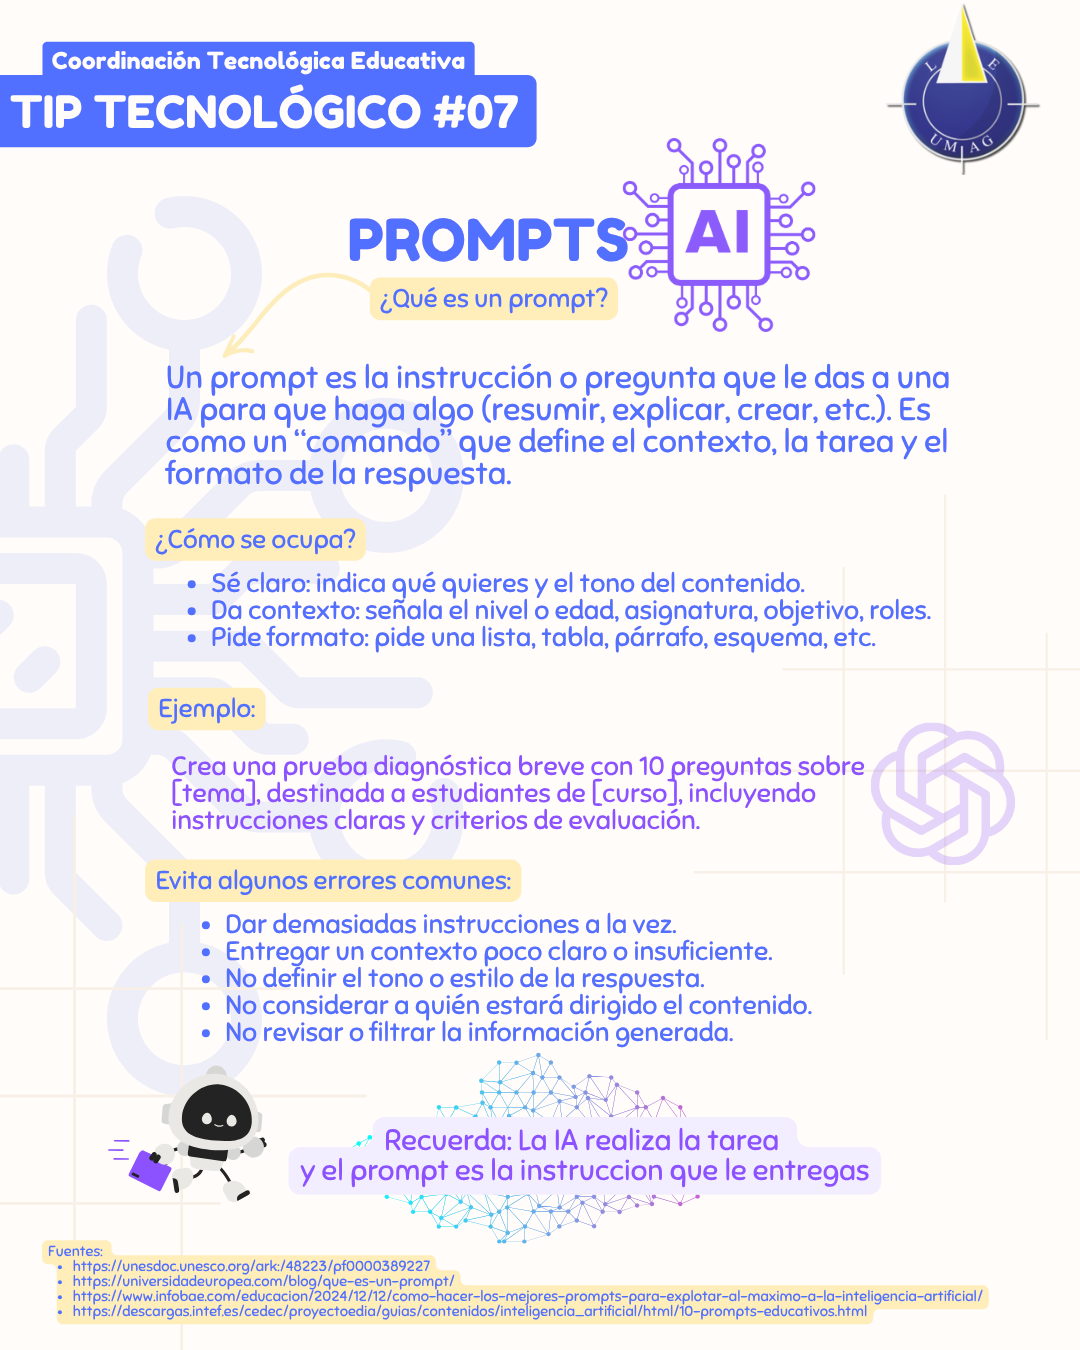 Coordinación Tecnológica Educativa
TIP TECNOLÓGICO #07
L E
UMAG
PROMPTS
AI
¿Qué es un prompt?
Un prompt es la instrucción o pregunta que le das a una
IA para que haga algo (resumir, explicar, crear, etc.). Es
como un “comando” que define el contexto, la tarea y el
formato de la respuesta.
¿Cómo se ocupa?
• Sé claro: indica qué quieres y el tono del contenido.
• Da contexto: señala el nivel o edad, asignatura, objetivo, roles.
• Pide formato: pide una lista, tabla, párrafo, esquema, etc.
Ejemplo:
Crea una prueba diagnóstica breve con 10 preguntas sobre
[tema], destinada a estudiantes de [curso], incluyendo
instrucciones claras y criterios de evaluación.
Evita algunos errores comunes:
• Dar demasiadas instrucciones a la vez.
• Entregar un contexto poco claro o insuficiente.
• No definir el tono o estilo de la respuesta.
• No considerar a quién estará dirigido el contenido.
• No revisar o filtrar la información generada.
Recuerda: La IA realiza la tarea
y el prompt es la instruccion que le entregas
Fuentes:
• https://unesdoc.unesco.org/ark:/48223/pf0000389227
• https://universidadeuropea.com/blog/que-es-un-prompt/
• https://www.infobae.com/educacion/2024/12/12/como-hacer-los-mejores-prompts-para-explotar-al-maximo-a-la-inteligencia-artificial/
• https://descargas.intef.es/cedec/proyectoedia/guias/contenidos/inteligencia_artificial/html/10-prompts-educativos.html